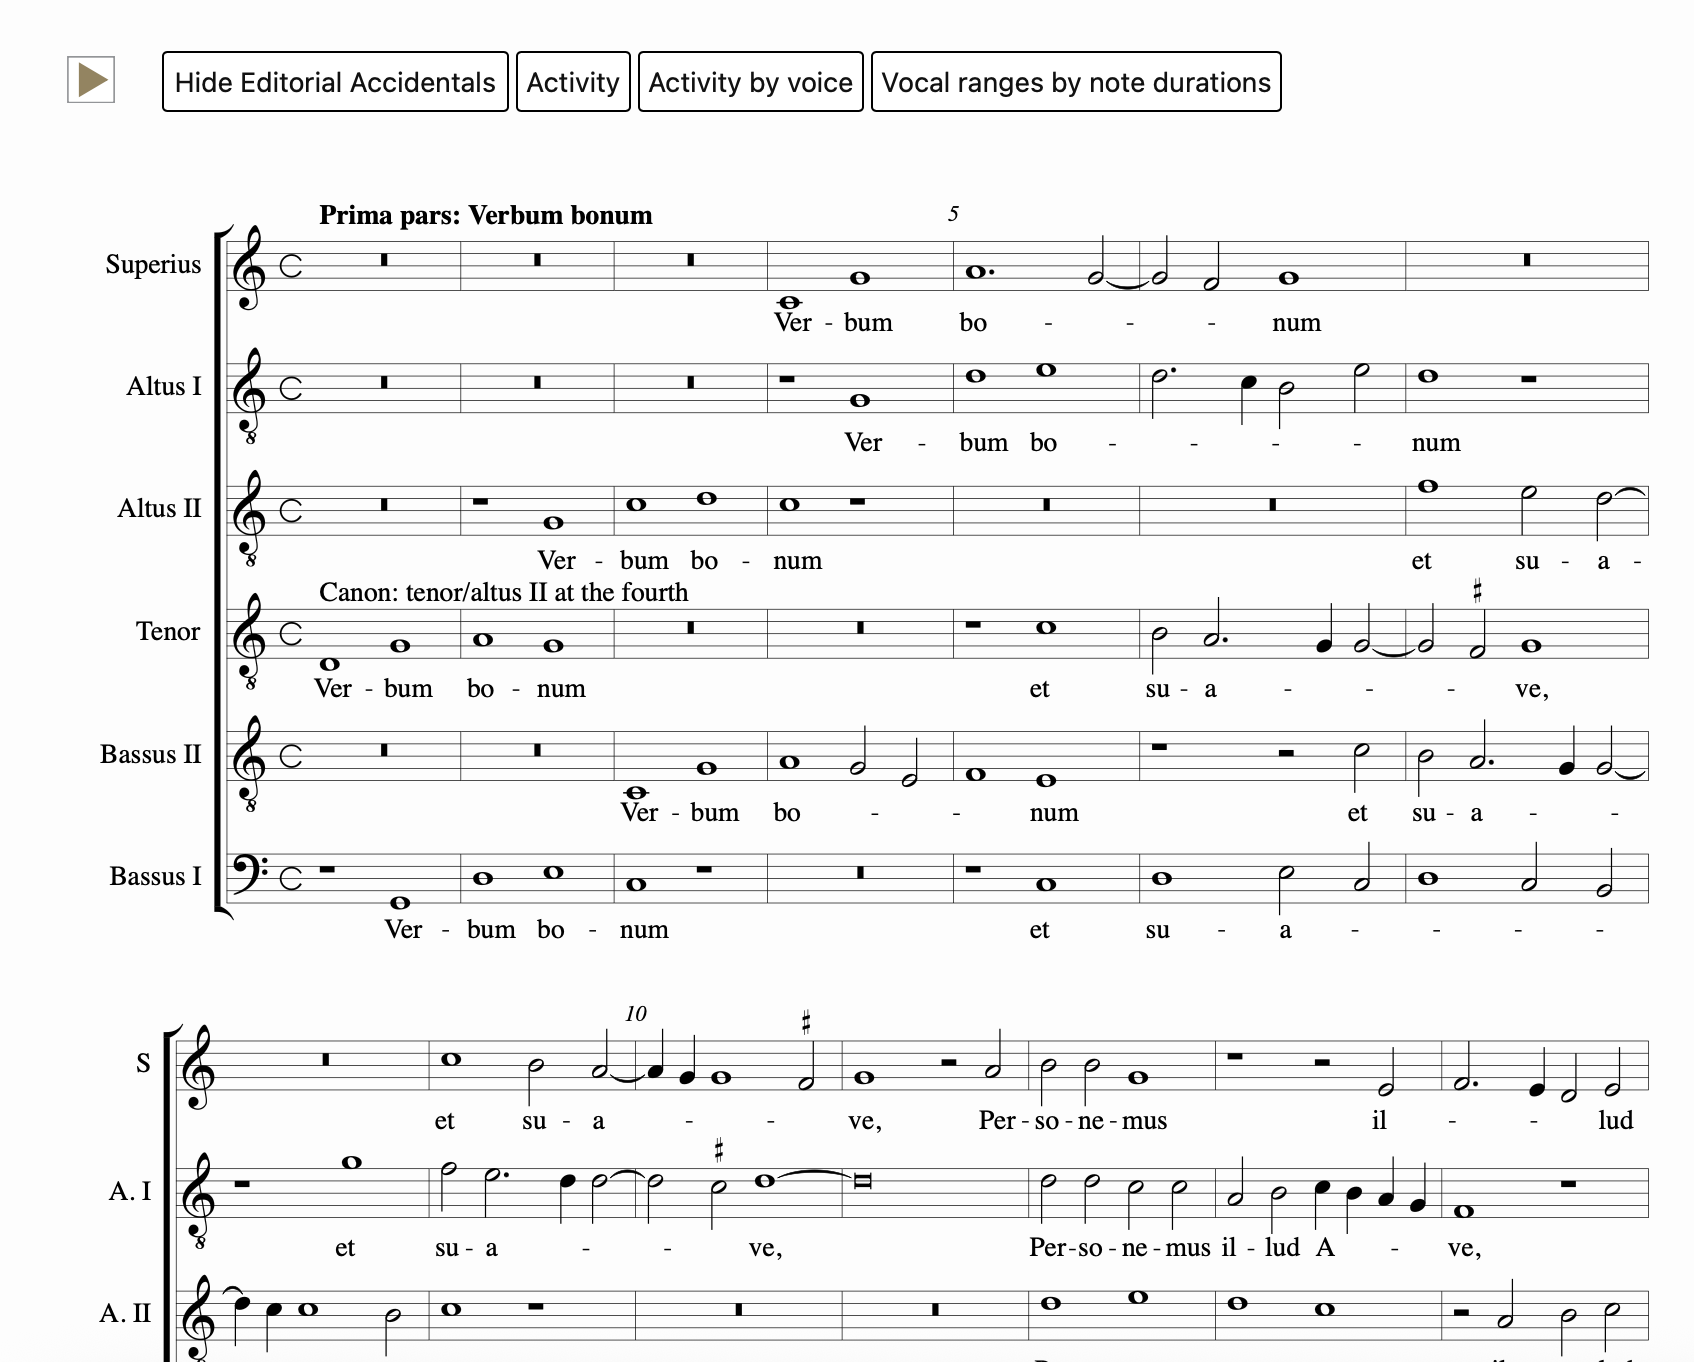 Hide Editorial Accidentals
Activity
Activity by voice
Vocal ranges by note durations
Prima pars: Verbum bonum
5
Superius
Ver - bum bo - - - num
Altus I
Ver - bum bo - - - - num
Altus II
Ver - bum bo - num et su - a -
Canon: tenor/altus II at the fourth
Tenor
Ver - bum bo - num et su - a - - - ve,
Bassus II
Ver - bum bo - - num et su - a - -
Bassus I
Ver - bum bo - num et su - a - - - -
10
S
et su - a - - ve, Per - so - ne - mus il - - lud
A. I
et su - a - - ve, Per - so - ne - mus il - lud A - - ve,
A. II